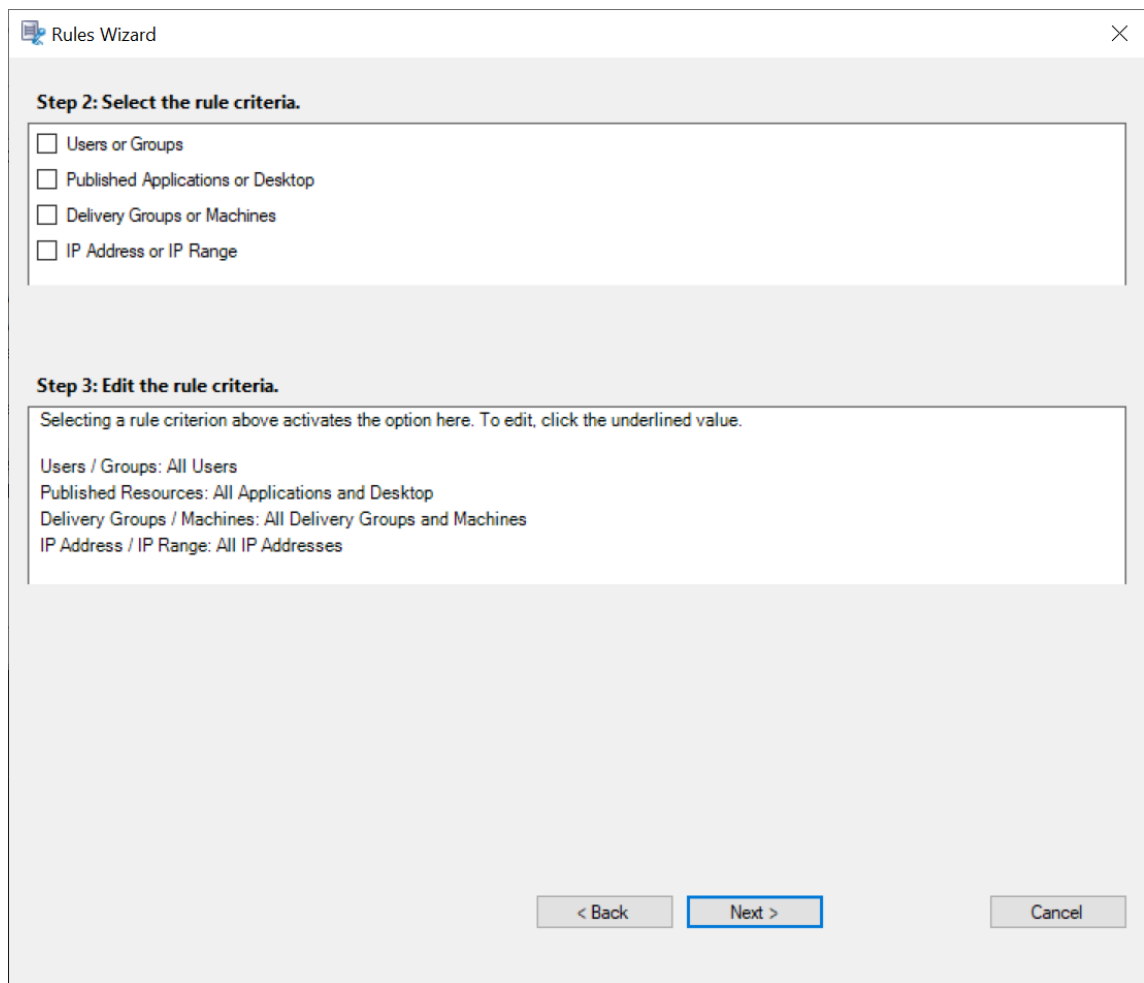 Rules Wizard
Step 2: Select the rule criteria.
Users or Groups
Published Applications or Desktop
Delivery Groups or Machines
IP Address or IP Range
Step 3: Edit the rule criteria.
Selecting a rule criterion above activates the option here. To edit, click the underlined value.
Users / Groups: All Users
Published Resources: All Applications and Desktop
Delivery Groups / Machines: All Delivery Groups and Machines
IP Address / IP Range: All IP Addresses
< Back
Next >
Cancel